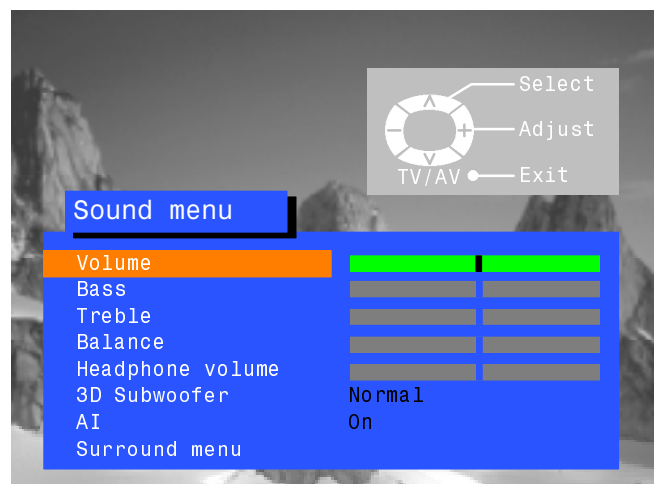 Select
Adjust
TV/AV Exit
Sound menu
Volume
Bass
Treble
Balance
Headphone volume
3D Subwoofer Normal
AI On
Surround menu